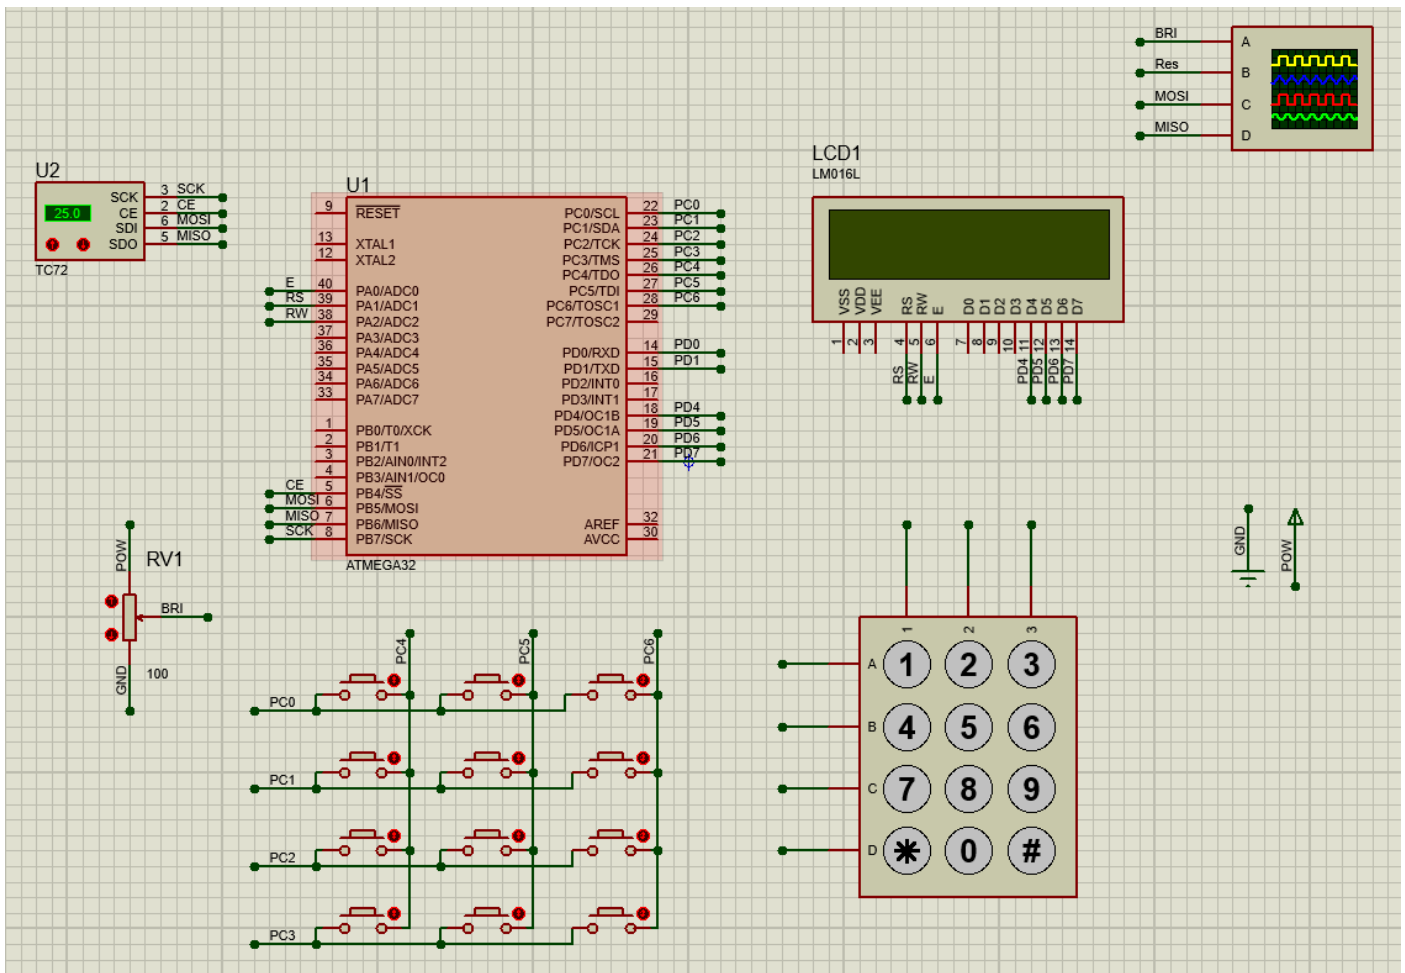 BRI
A
Res
B
MOSI
C
MISO
D
U2
SCK 3 SCK
CE 2 CE
SDI 6 MOSI
SDO 5 MISO
25.0
TC72
U1
9 RESET
13 XTAL1
12 XTAL2
E 40 PA0/ADC0
RS 39 PA1/ADC1
RW 38 PA2/ADC2
37 PA3/ADC3
36 PA4/ADC4
35 PA5/ADC5
34 PA6/ADC6
33 PA7/ADC7
1 PB0/T0/XCK
2 PB1/T1
3 PB2/AIN0/INT2
4 PB3/AIN1/OC0
CE 5 PB4/SS
MOSI 6 PB5/MOSI
MISO 7 PB6/MISO
SCK 8 PB7/SCK
PC0/SCL 22 PC0
PC1/SDA 23 PC1
PC2/TCK 24 PC2
PC3/TMS 25 PC3
PC4/TDO 26 PC4
PC5/TDI 27 PC5
PC6/TOSC1 28 PC6
PC7/TOSC2 29
PD0/RXD 14 PD0
PD1/TXD 15 PD1
PD2/INT0 16
PD3/INT1 17
PD4/OC1B 18 PD4
PD5/OC1A 19 PD5
PD6/ICP1 20 PD6
PD7/OC2 21 PD7
AREF 32
AVCC 30
ATMEGA32
LCD1
LM016L
VSS VDD VEE RS RW E D0 D1 D2 D3 D4 D5 D6 D7
1 2 3 4 5 6 7 8 9 10 11 12 13 14
RS RW E PD4 PD5 PD6 PD7
POW
RV1
BRI
GND
100
GND
POW
PC4 PC5 PC6
PC0
PC1
PC2
PC3
1 2 3
A 1 2 3
B 4 5 6
C 7 8 9
D * 0 #